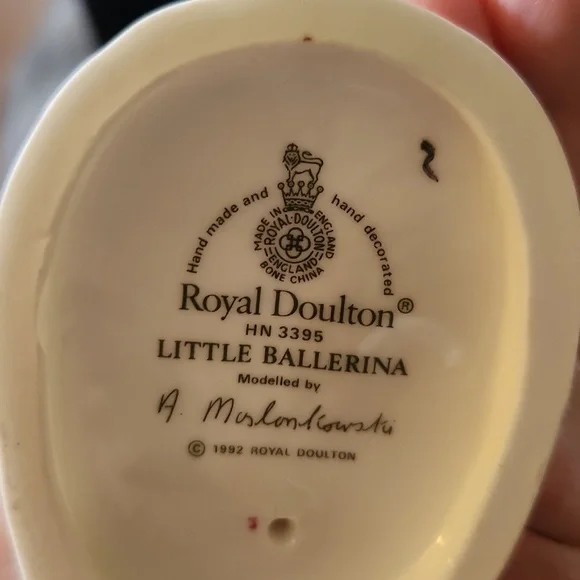 Hand made and hand decorated
MADE IN ENGLAND
ROYAL·DOULTON
ENGLAND
BONE CHINA
Royal Doulton®
HN 3395
LITTLE BALLERINA
Modelled by
A. Maslankowski
© 1992 ROYAL DOULTON